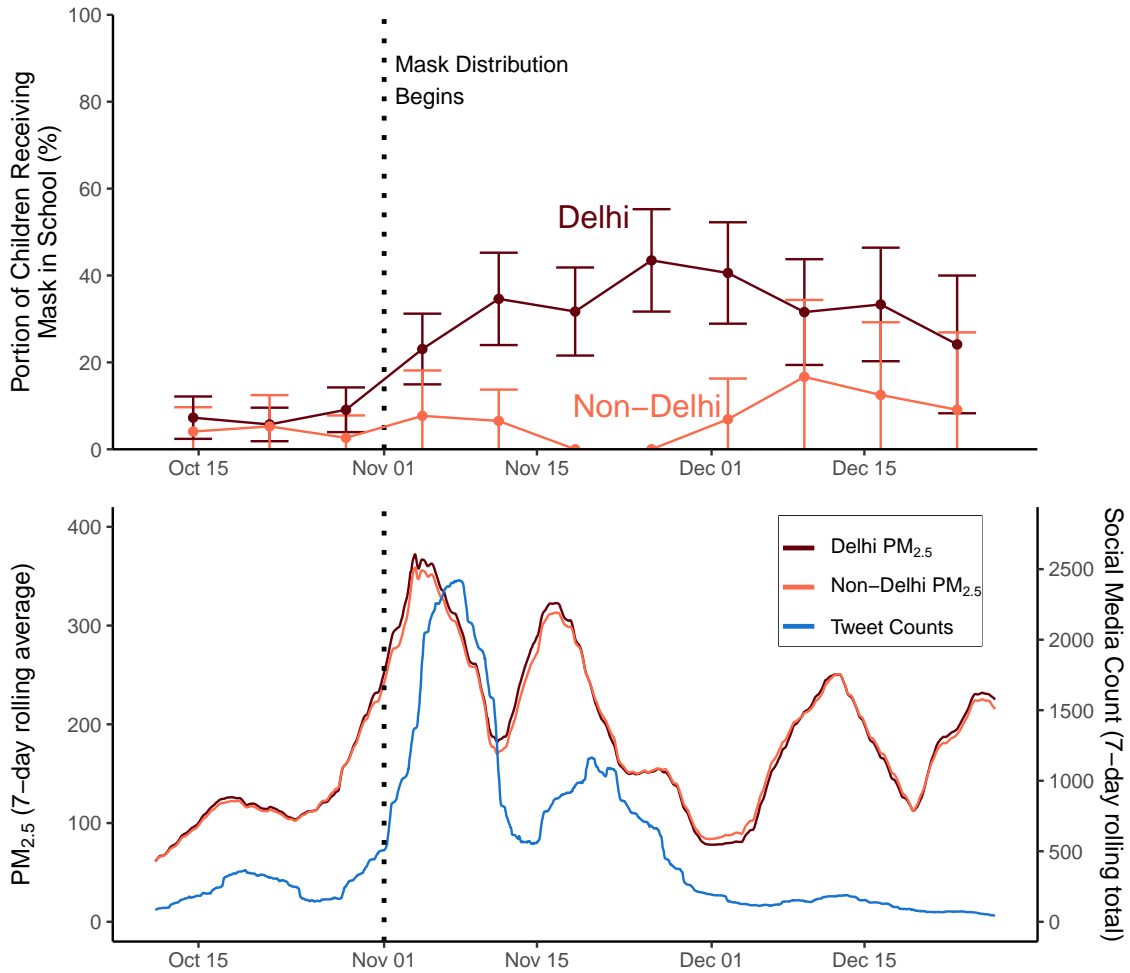 Portion of Children Receiving
Mask in School (%)
100
80
60
40
20
0
Mask Distribution
Begins
Delhi
Non−Delhi
Oct 15
Nov 01
Nov 15
Dec 01
Dec 15
PM2.5 (7−day rolling average)
400
300
200
100
0
Delhi PM2.5
Non−Delhi PM2.5
Tweet Counts
2500
2000
1500
1000
500
0
Social Media Count (7−day rolling total)
Oct 15
Nov 01
Nov 15
Dec 01
Dec 15